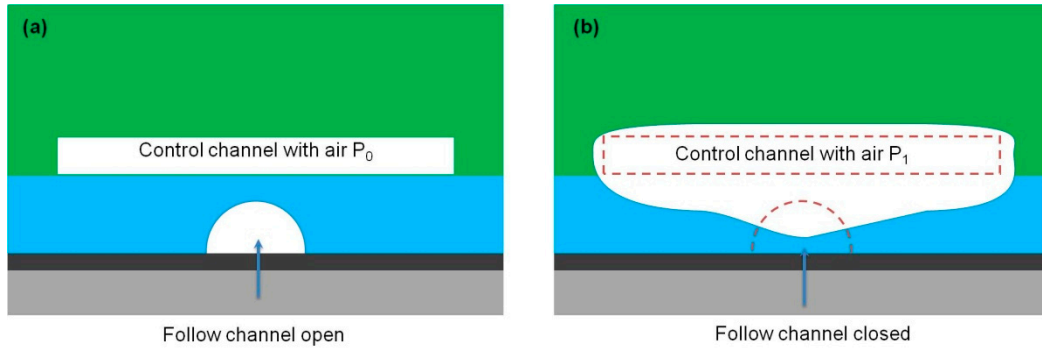 (a)
Control channel with air P₀
Follow channel open
(b)
Control channel with air P₁
Follow channel closed